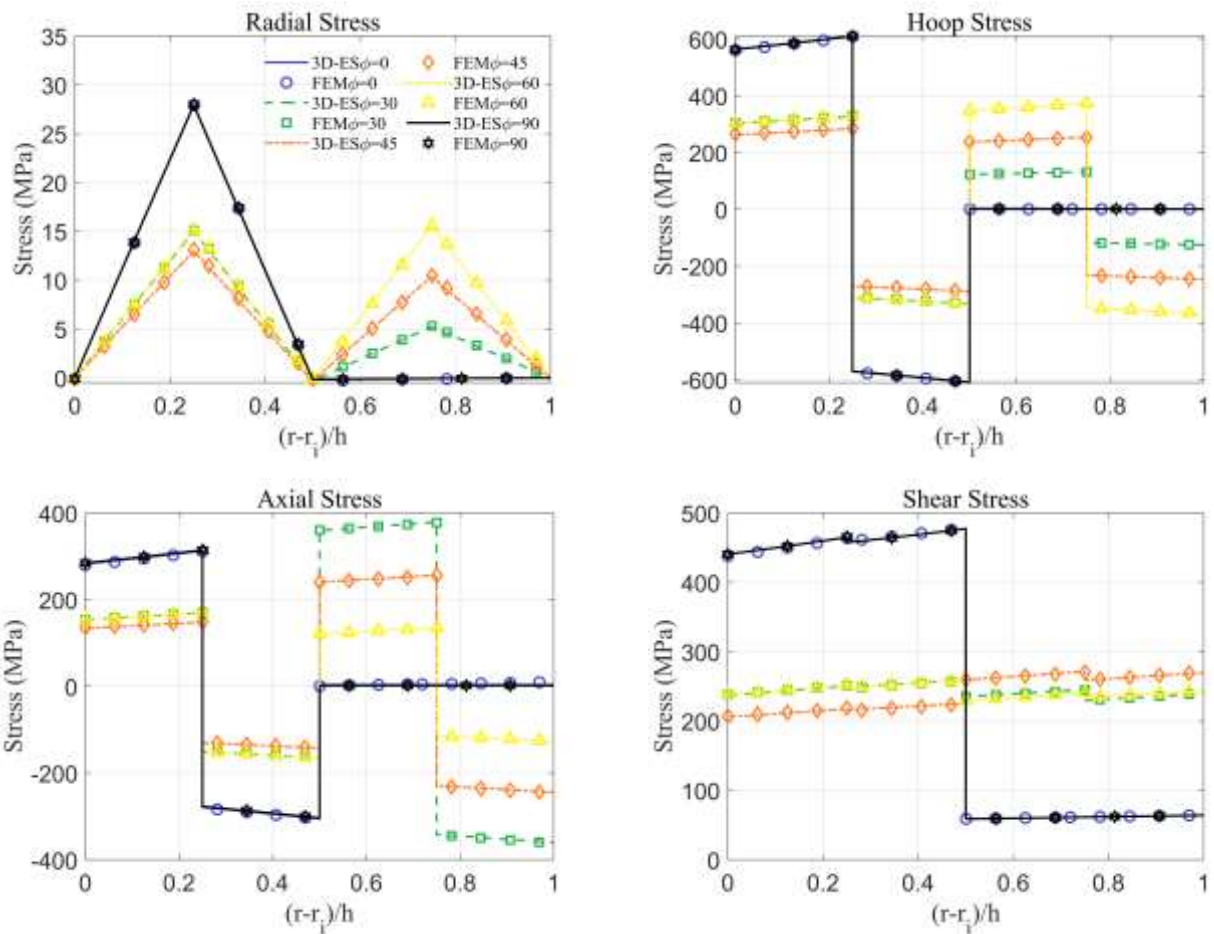 Radial Stress
35
30
25
20
15
10
5
0
Stress (MPa)
0 0.2 0.4 0.6 0.8 1
(r-r_i)/h
3D-ESϕ=0
FEMϕ=0
3D-ESϕ=30
FEMϕ=30
3D-ESϕ=45
FEMϕ=45
3D-ESϕ=60
FEMϕ=60
3D-ESϕ=90
FEMϕ=90
Hoop Stress
600
400
200
0
-200
-400
-600
Stress (MPa)
0 0.2 0.4 0.6 0.8 1
(r-r_i)/h
Axial Stress
400
200
0
-200
-400
Stress (MPa)
0 0.2 0.4 0.6 0.8 1
(r-r_i)/h
Shear Stress
500
400
300
200
100
0
Stress (MPa)
0 0.2 0.4 0.6 0.8 1
(r-r_i)/h